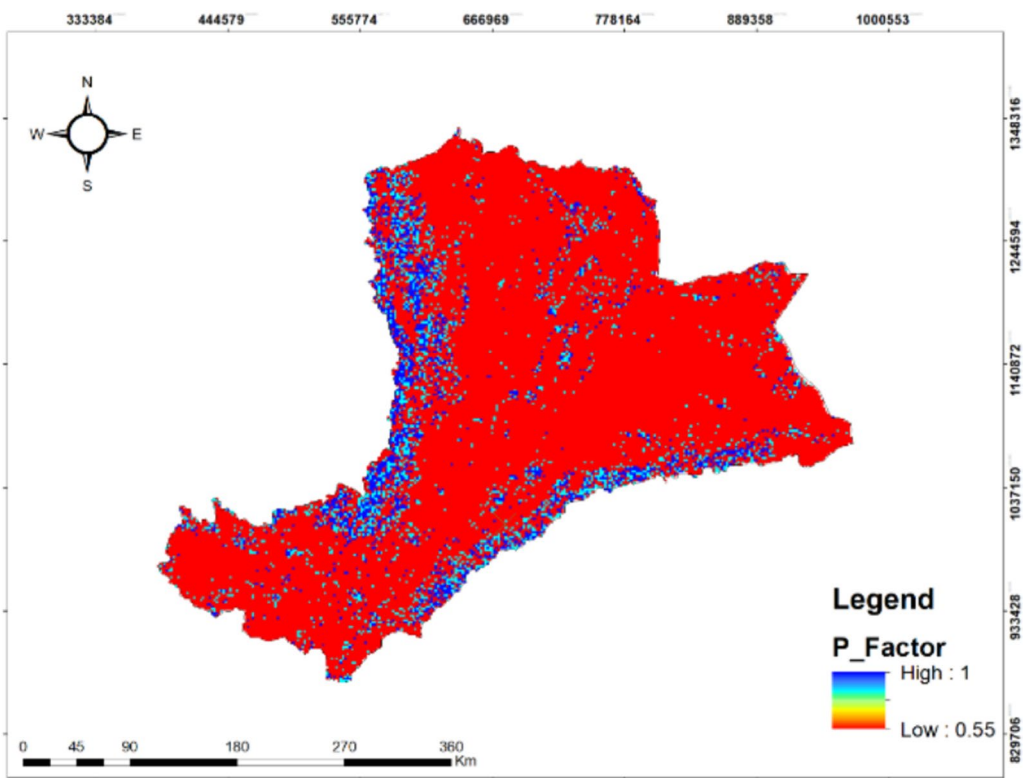 333384 444579 555774 666969 778164 889358 1000553
N
W E
S
1348316
1244594
1140872
1037150
933428
829706
Legend
P_Factor
High : 1
Low : 0.55
0 45 90 180 270 360
Km